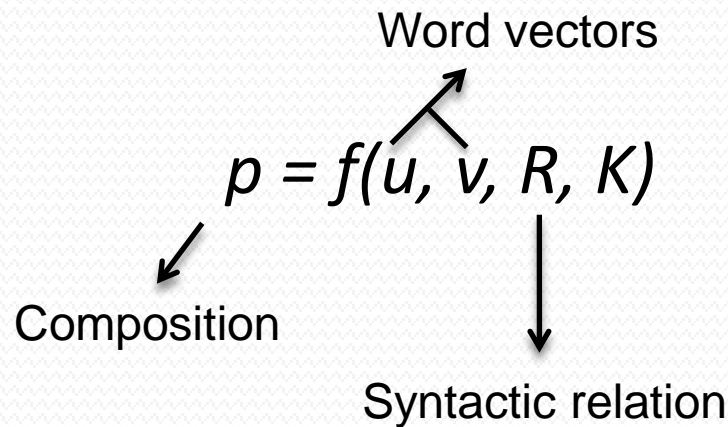 Word vectors
p = f(u, v, R, K)
Composition
Syntactic relation